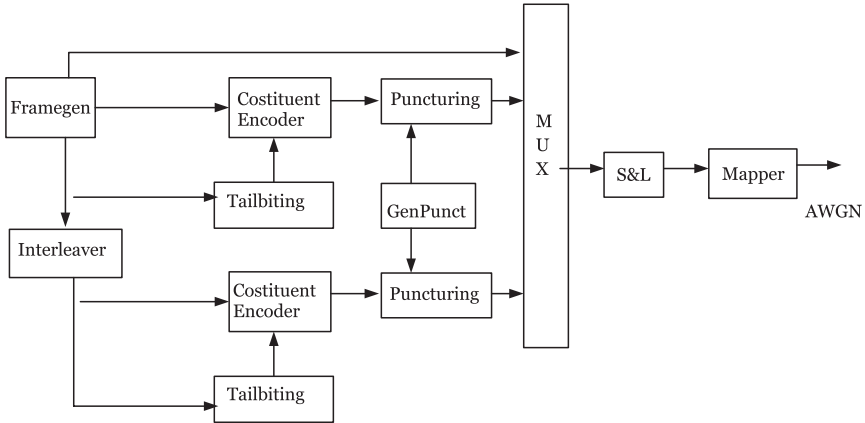 Framegen
Costituent
Encoder
Puncturing
M
U
X
Tailbiting
GenPunct
S&L
Mapper
AWGN
Interleaver
Costituent
Encoder
Puncturing
Tailbiting